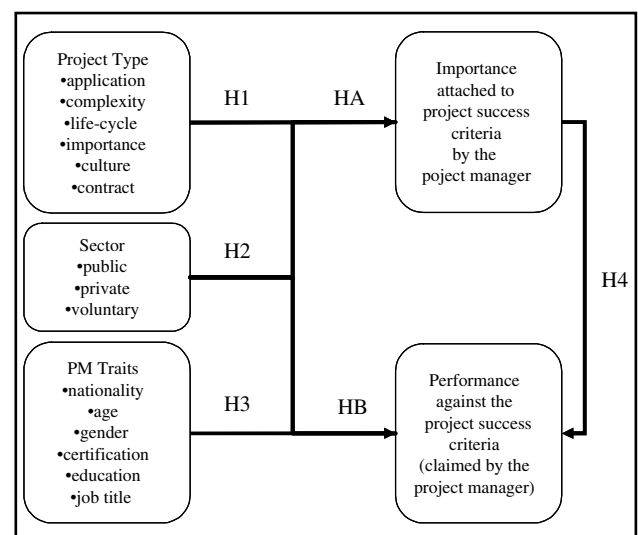 Project Type
•application
•complexity
•life-cycle
•importance
•culture
•contract
H1
HA
Importance
attached to
project success
criteria
by the
poject manager
Sector
•public
•private
•voluntary
H2
H4
PM Traits
•nationality
•age
•gender
•certification
•education
•job title
H3
HB
Performance
against the
project success
criteria
(claimed by the
project manager)